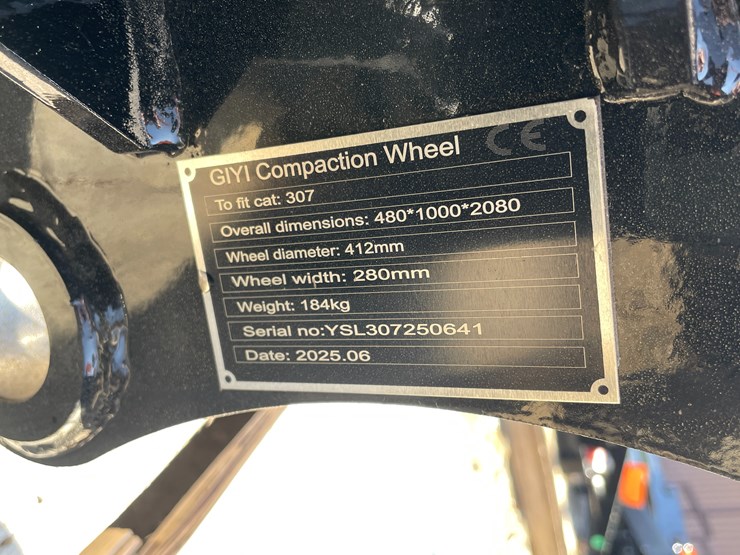 GIYI Compaction Wheel CE
To fit cat: 307
Overall dimensions: 480*1000*2080
Wheel diameter: 412mm
Wheel width: 280mm
Weight: 184kg
Serial no:YSL307250641
Date: 2025.06